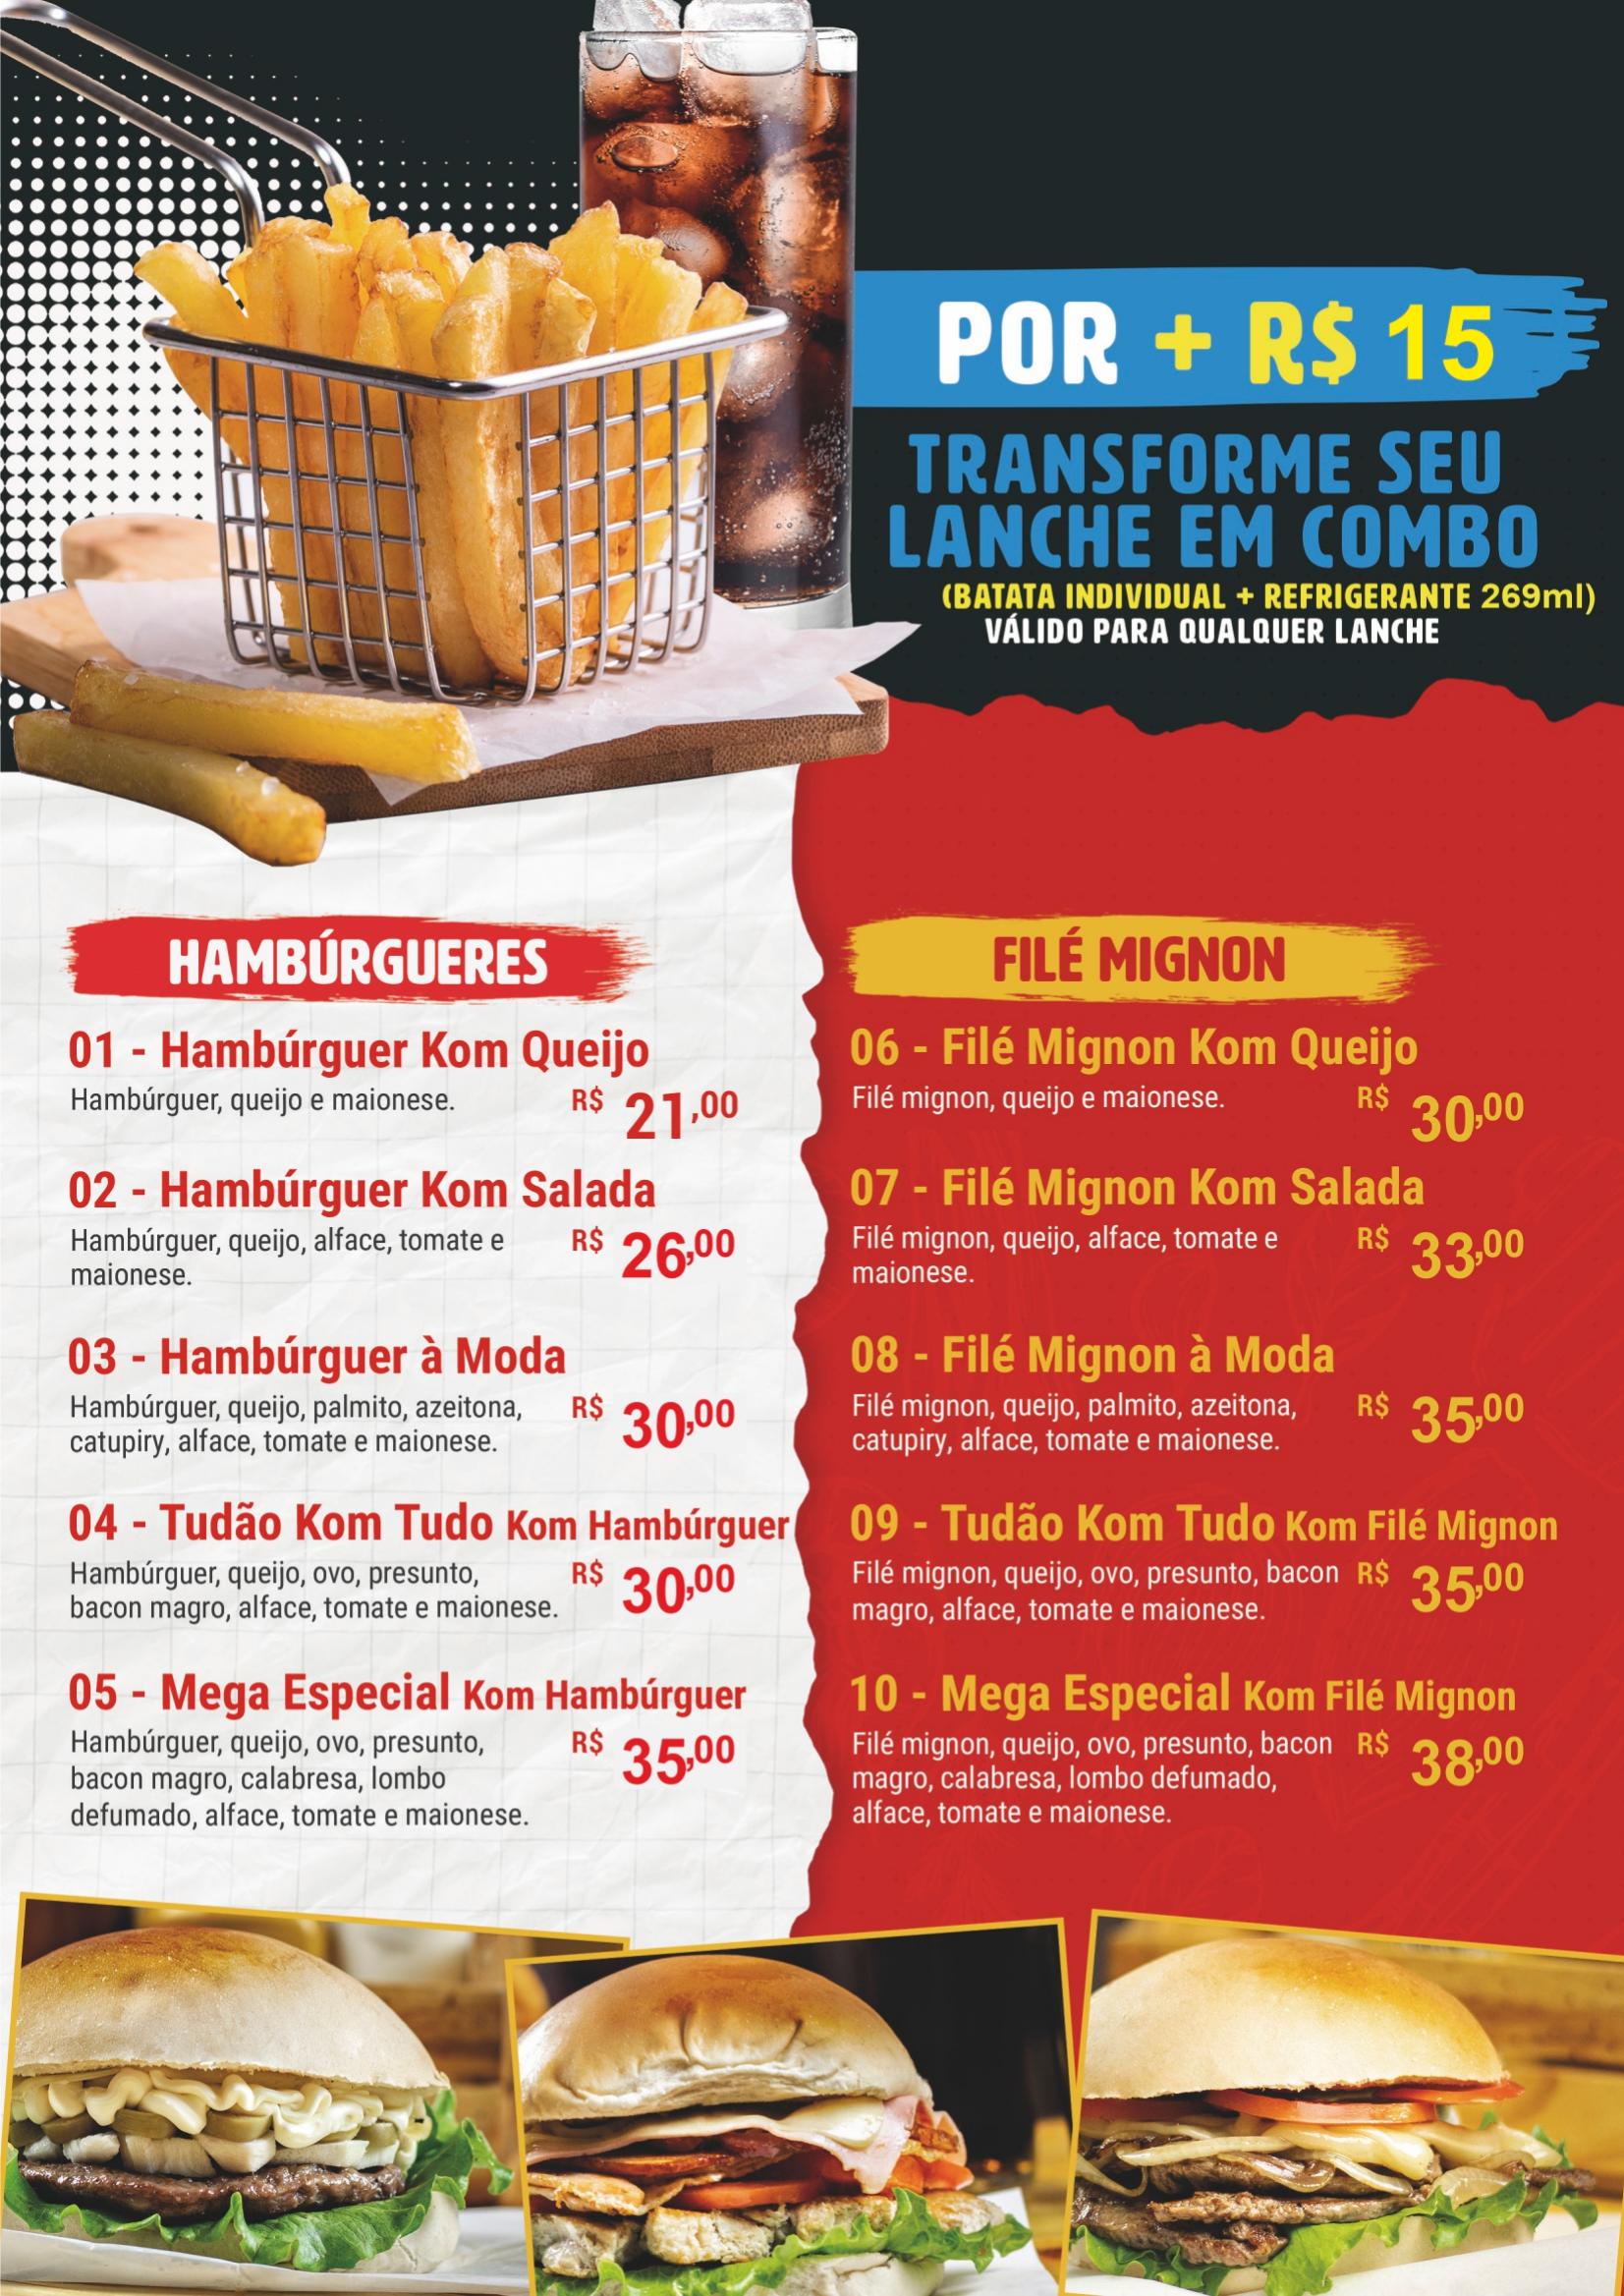 POR + R$ 15
TRANSFORME SEU
LANCHE EM COMBO
(BATATA INDIVIDUAL + REFRIGERANTE 269ml)
VÁLIDO PARA QUALQUER LANCHE
HAMBÚRGUERES
01 - Hambúrguer Kom Queijo
Hambúrguer, queijo e maionese. R$ 21,00
02 - Hambúrguer Kom Salada
Hambúrguer, queijo, alface, tomate e R$ 26,00
maionese.
03 - Hambúrguer à Moda
Hambúrguer, queijo, palmito, azeitona, R$ 30,00
catupiry, alface, tomate e maionese.
04 - Tudão Kom Tudo Kom Hambúrguer
Hambúrguer, queijo, ovo, presunto, R$ 30,00
bacon magro, alface, tomate e maionese.
05 - Mega Especial Kom Hambúrguer
Hambúrguer, queijo, ovo, presunto, R$ 35,00
bacon magro, calabresa, lombo
defumado, alface, tomate e maionese.
FILÉ MIGNON
06 - Filé Mignon Kom Queijo
Filé mignon, queijo e maionese. R$ 30,00
07 - Filé Mignon Kom Salada
Filé mignon, queijo, alface, tomate e R$ 33,00
maionese.
08 - Filé Mignon à Moda
Filé mignon, queijo, palmito, azeitona, R$ 35,00
catupiry, alface, tomate e maionese.
09 - Tudão Kom Tudo Kom Filé Mignon
Filé mignon, queijo, ovo, presunto, bacon R$ 35,00
magro, alface, tomate e maionese.
10 - Mega Especial Kom Filé Mignon
Filé mignon, queijo, ovo, presunto, bacon R$ 38,00
magro, calabresa, lombo defumado,
alface, tomate e maionese.